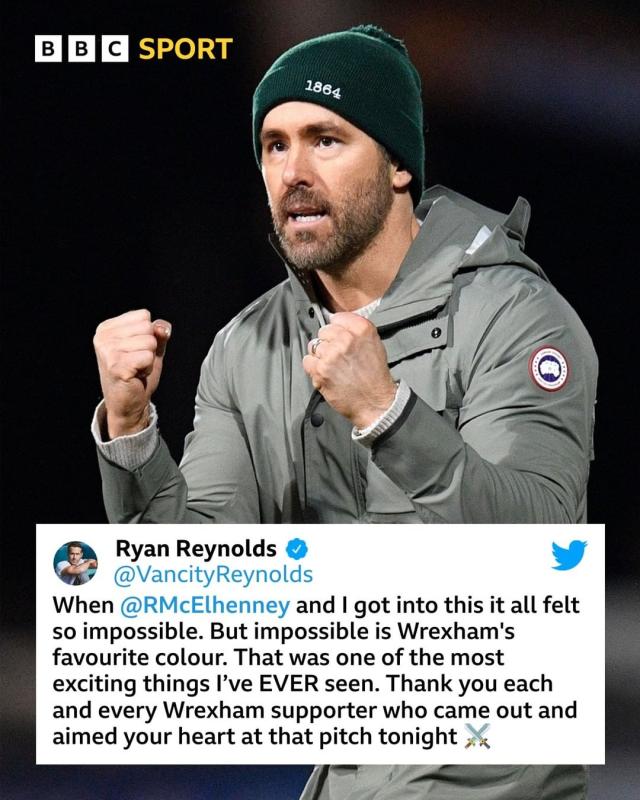 BBC SPORT
1864
Ryan Reynolds
@VancityReynolds
When @RMcElhenney and I got into this it all felt
so impossible. But impossible is Wrexham's
favourite colour. That was one of the most
exciting things I've EVER seen. Thank you each
and every Wrexham supporter who came out and
aimed your heart at that pitch tonight ⚔️